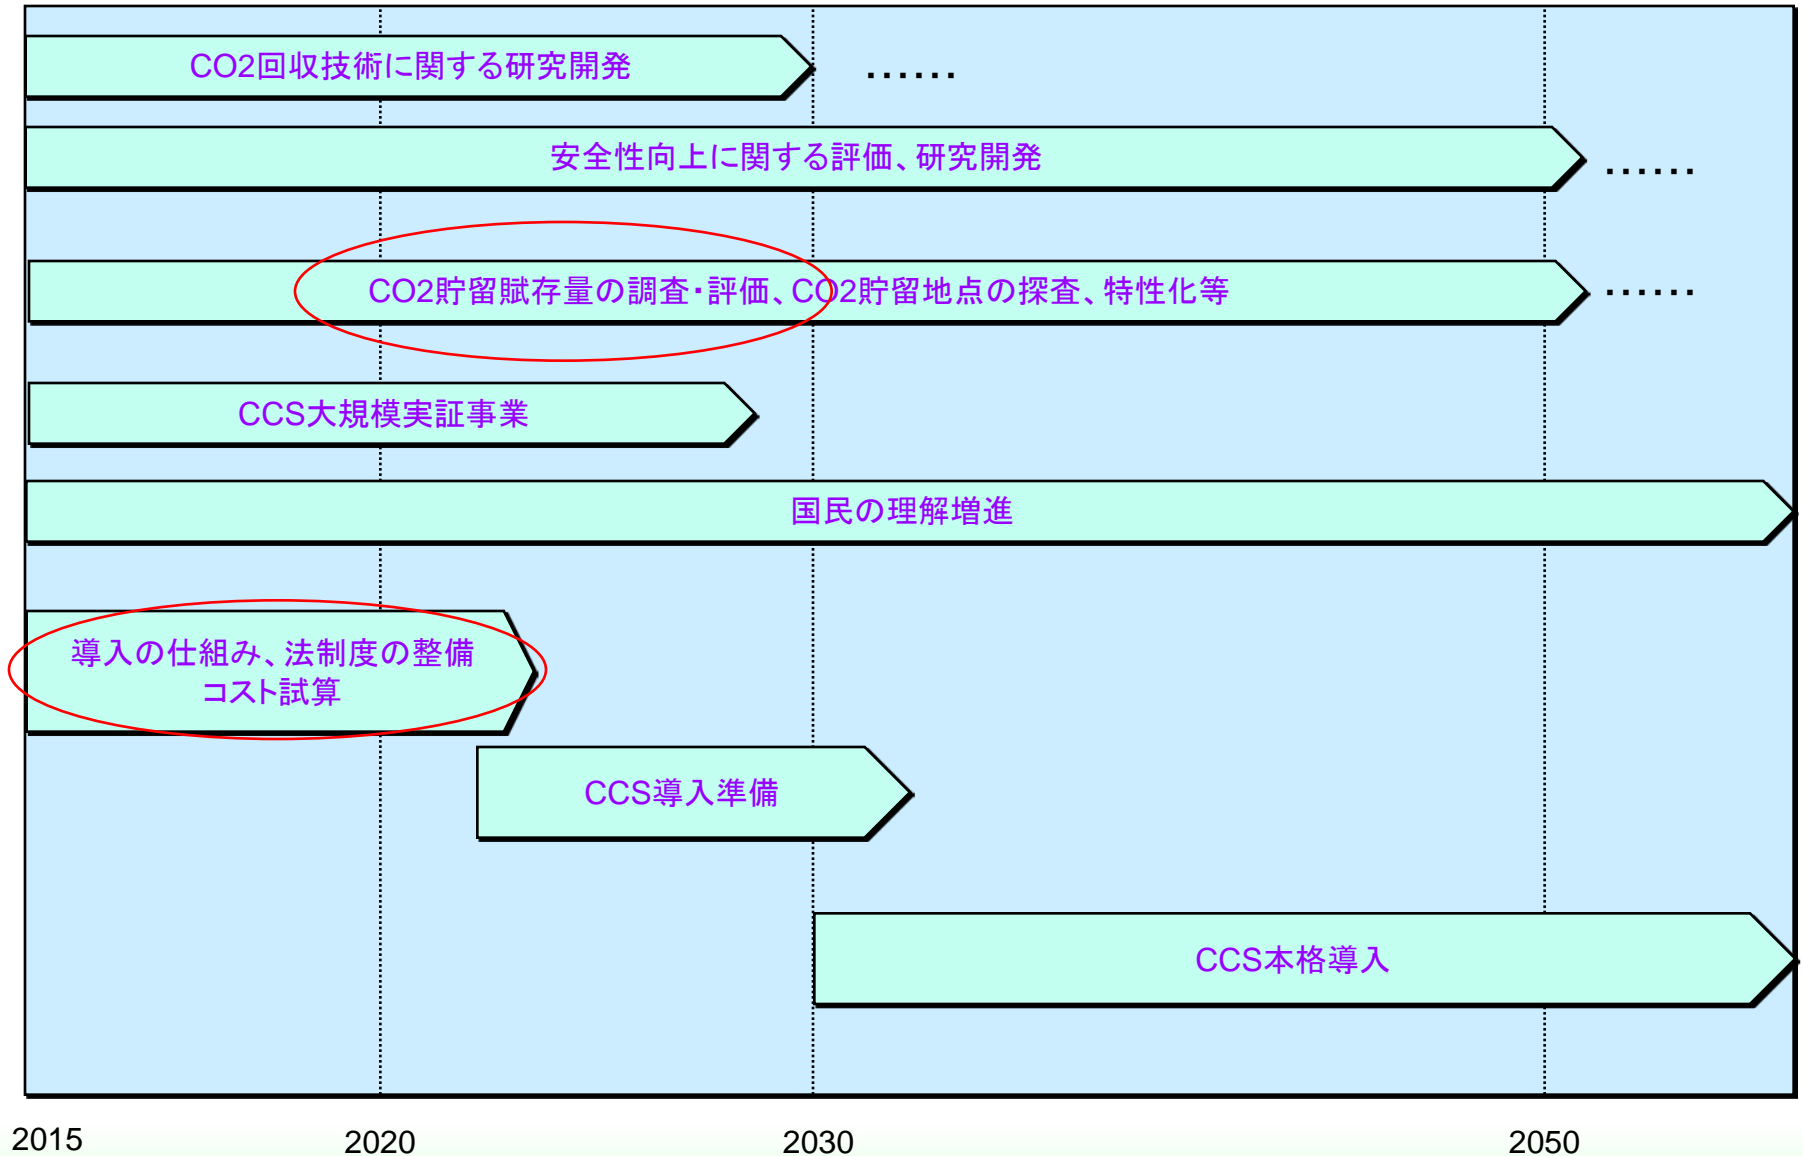 CO2回収技術に関する研究開発
……
安全性向上に関する評価、研究開発
……
CO2貯留賦存量の調査・評価、CO2貯留地点の探査、特性化等
……
CCS大規模実証事業
国民の理解増進
導入の仕組み、法制度の整備
コスト試算
CCS導入準備
CCS本格導入
2015 2020 2030 2050